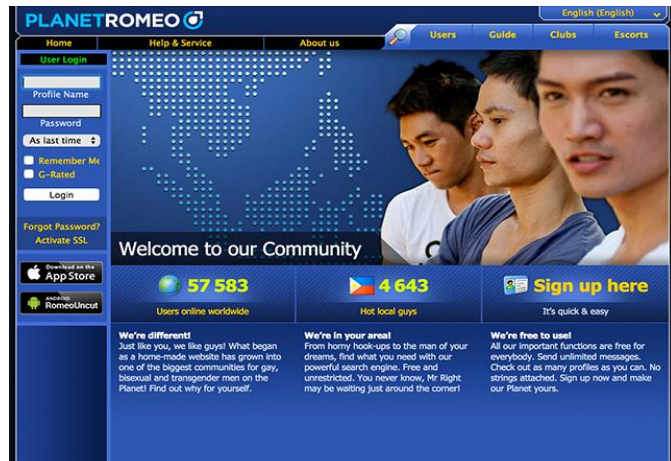 PLANETROMEO
English (English)
Home
Help & Service
About us
Users
Guide
Clubs
Escorts
User Login
Profile Name
Password
As last time
Remember Me
G-Rated
Login
Forgot Password?
Activate SSL
Download on the
App Store
ANDROID
RomeoUncut
Welcome to our Community
57 583
Users online worldwide
4 643
Hot local guys
Sign up here
It's quick & easy
We're different!
Just like you, we like guys! What began
as a home-made website has grown into
one of the biggest communities for gay,
bisexual and transgender men on the
Planet! Find out why for yourself.
We're in your area!
From horny hook-ups to the man of your
dreams, find what you need with our
powerful search engine. Free and
unrestricted. You never know, Mr Right
may be waiting just around the corner!
We're free to use!
All our important functions are free for
everybody. Send unlimited messages.
Check out as many profiles as you can. No
strings attached. Sign up now and make
our Planet yours.